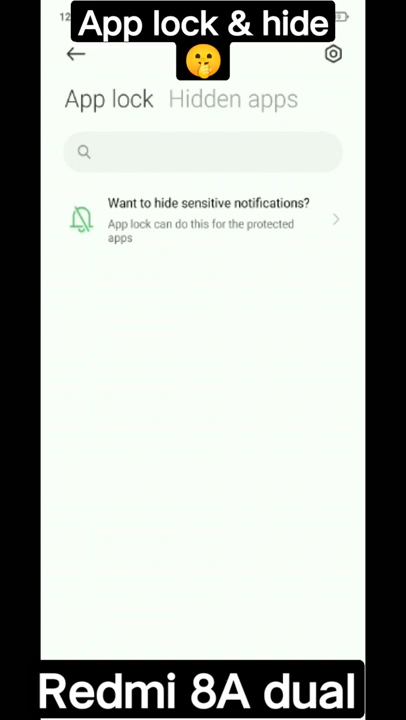 App lock & hide
🤫
App lock Hidden apps
Want to hide sensitive notifications?
App lock can do this for the protected
apps
Redmi 8A dual